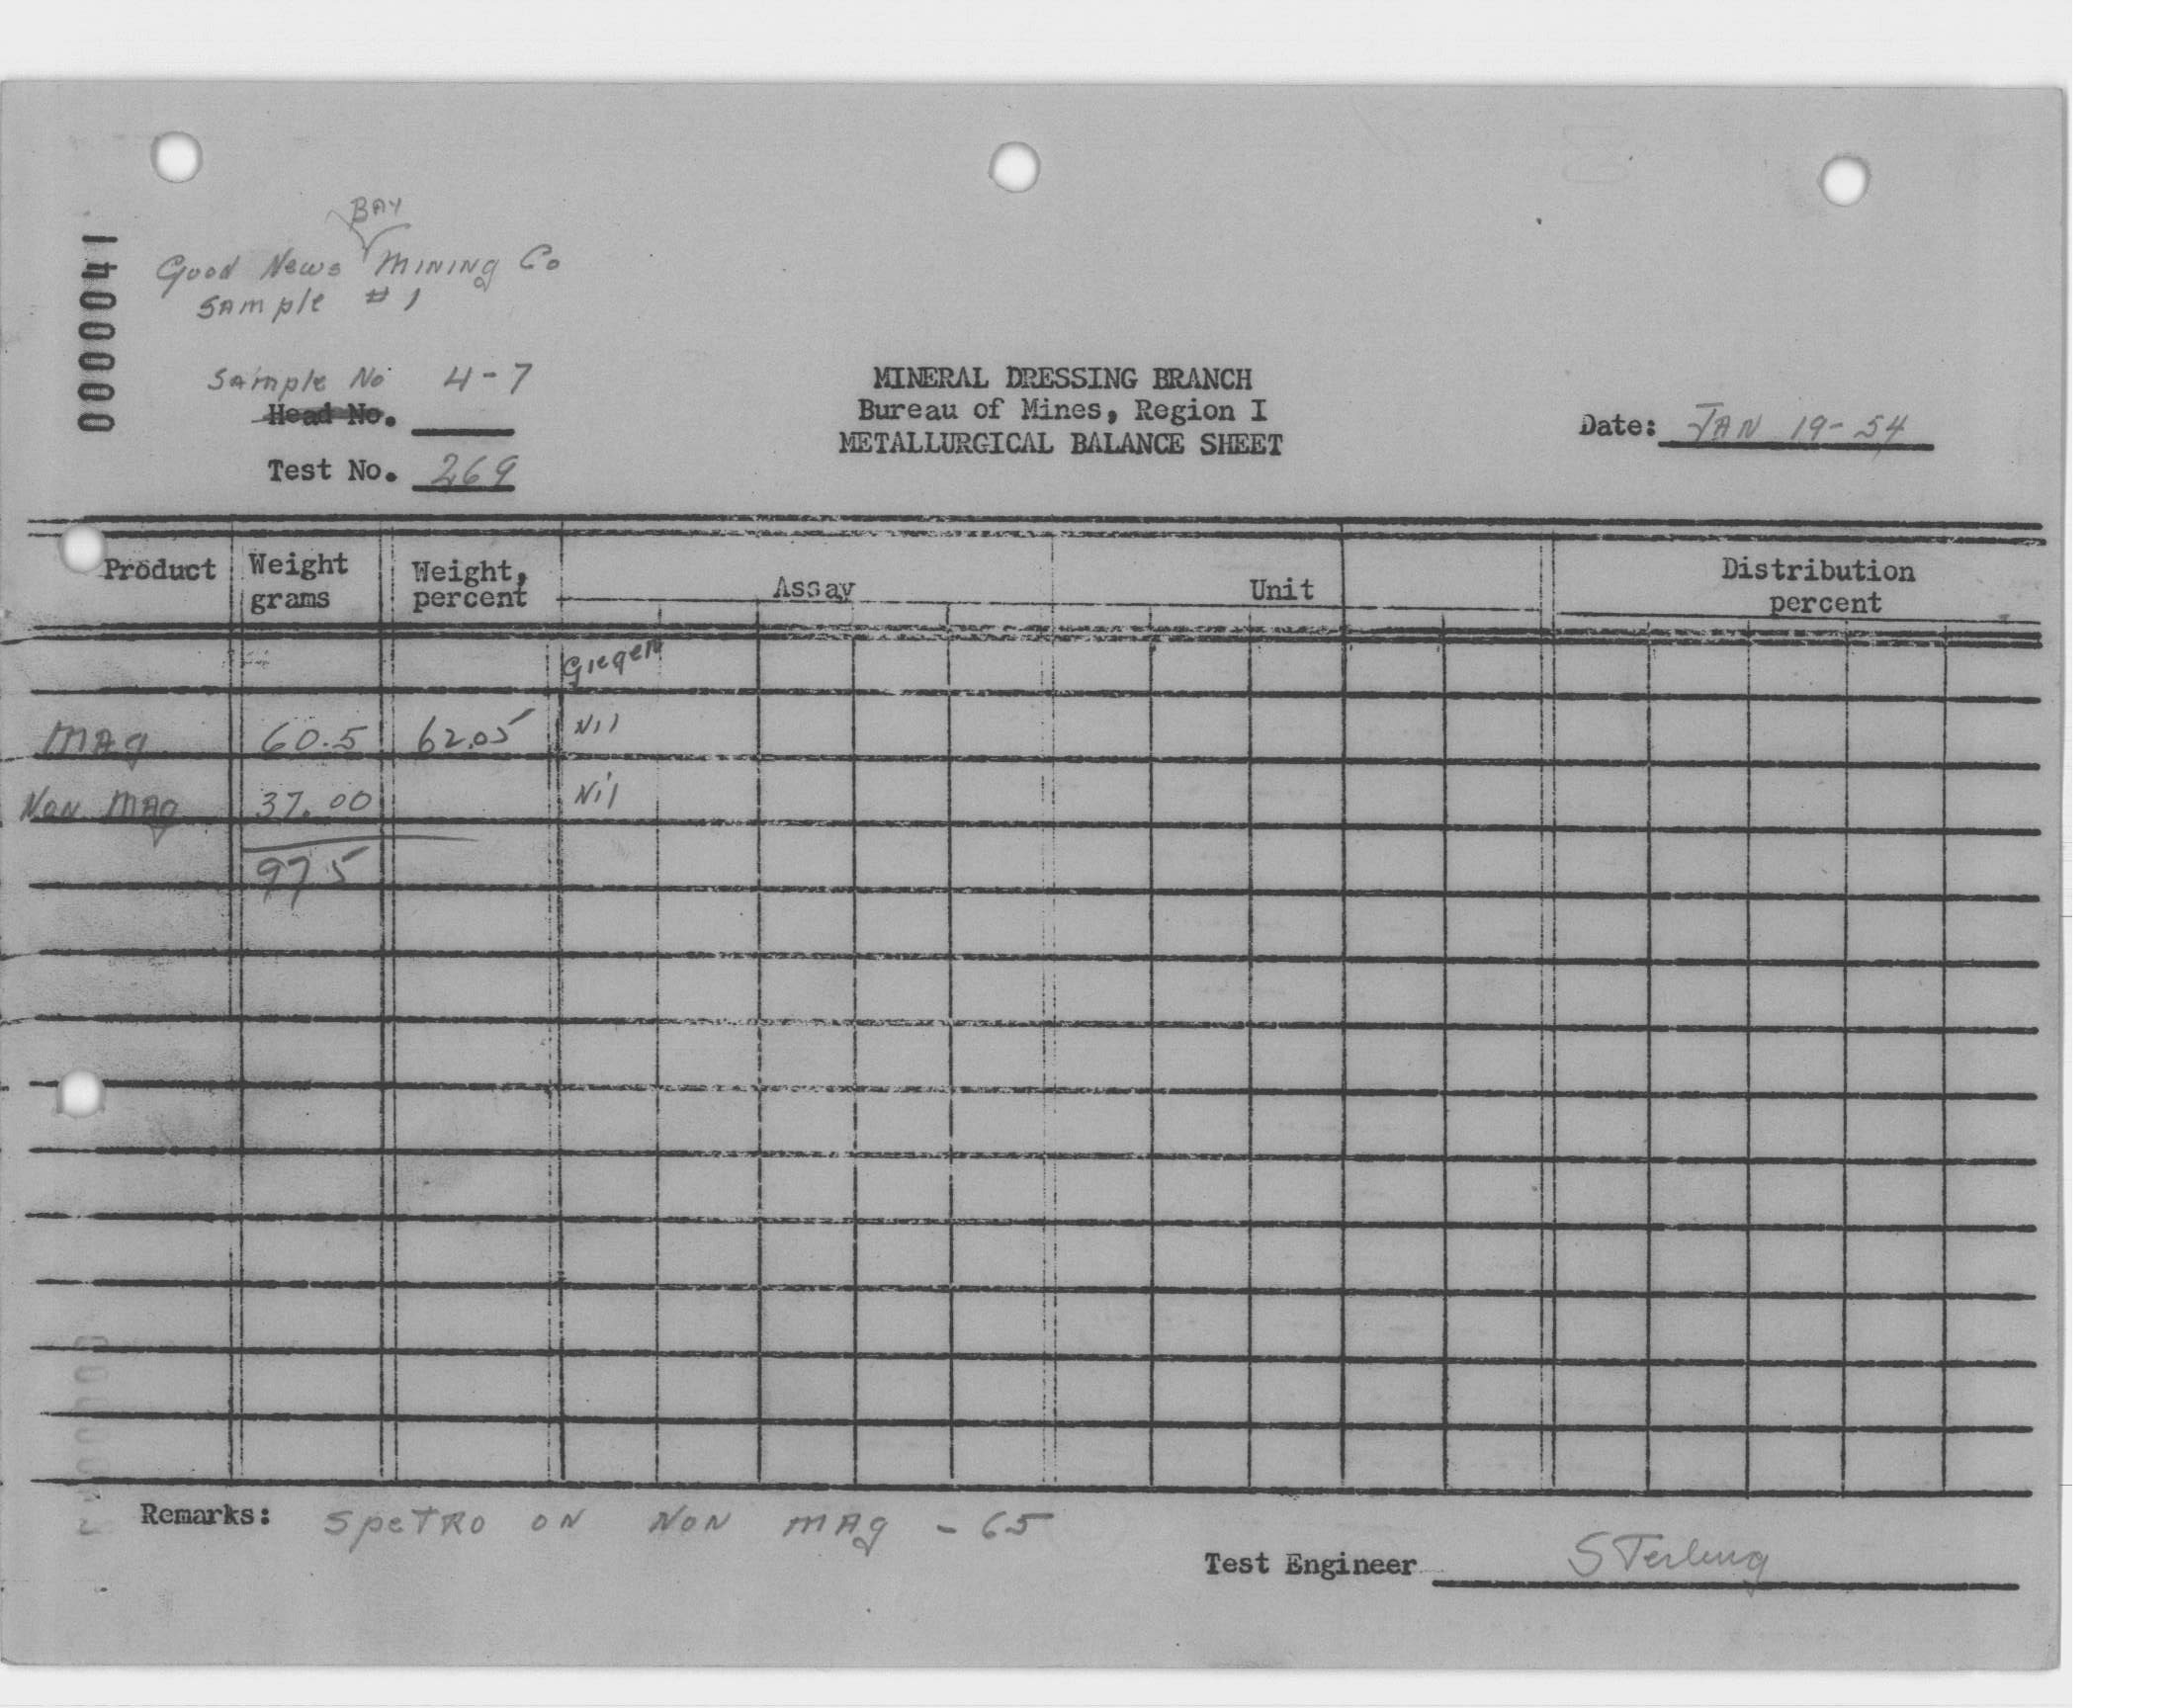 000041
BAY
Good News MINING Co
Sample # 1
Sample No 4-7
Head No.
Test No. 269
MINERAL DRESSING BRANCH
Bureau of Mines, Region I
METALLURGICAL BALANCE SHEET
Date: JAN 19-54
Product Weight grams Weight, percent Assay Unit Distribution percent
Gieger
MAg 60.5 62.05 Nil
Non MAg 37.00 Nil
97 5
Remarks: SpeTRO ON NON MAg - 65
Test Engineer STerling